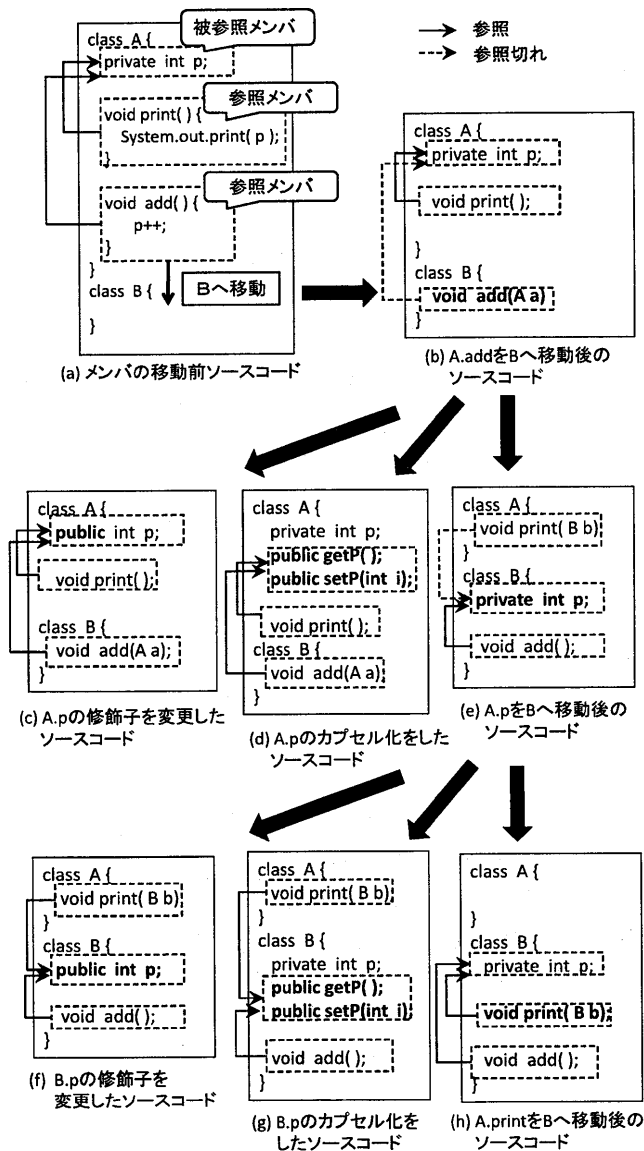 被参照メンバ
class A {
private int p;
参照メンバ
void print( ) {
System.out.print( p );
}
参照メンバ
void add( ) {
p++;
}
}
class B {
Bへ移動
}
(a) メンバの移動前ソースコード
参照
参照切れ
class A {
private int p;
void print( );
}
class B {
void add(A a)
}
(b) A.addをBへ移動後の
ソースコード
class A {
public int p;
void print( );
class B {
void add(A a);
}
(c) A.pの修飾子を変更した
ソースコード
class A {
private int p;
public getP( );
public setP(int i);
void print( );
class B {
void add(A a);
}
(d) A.pのカプセル化をした
ソースコード
class A {
void print( B b)
}
class B {
private int p;
void add( );
}
(e) A.pをBへ移動後の
ソースコード
class A {
void print( B b)
}
class B {
public int p;
void add( );
}
(f) B.pの修飾子を
変更したソースコード
class A {
void print( B b)
}
class B {
private int p;
public getP( );
public setP(int i);
void add( );
}
(g) B.pのカプセル化を
したソースコード
class A {
}
class B {
private int p;
void print( B b);
void add( );
}
(h) A.printをBへ移動後の
ソースコード